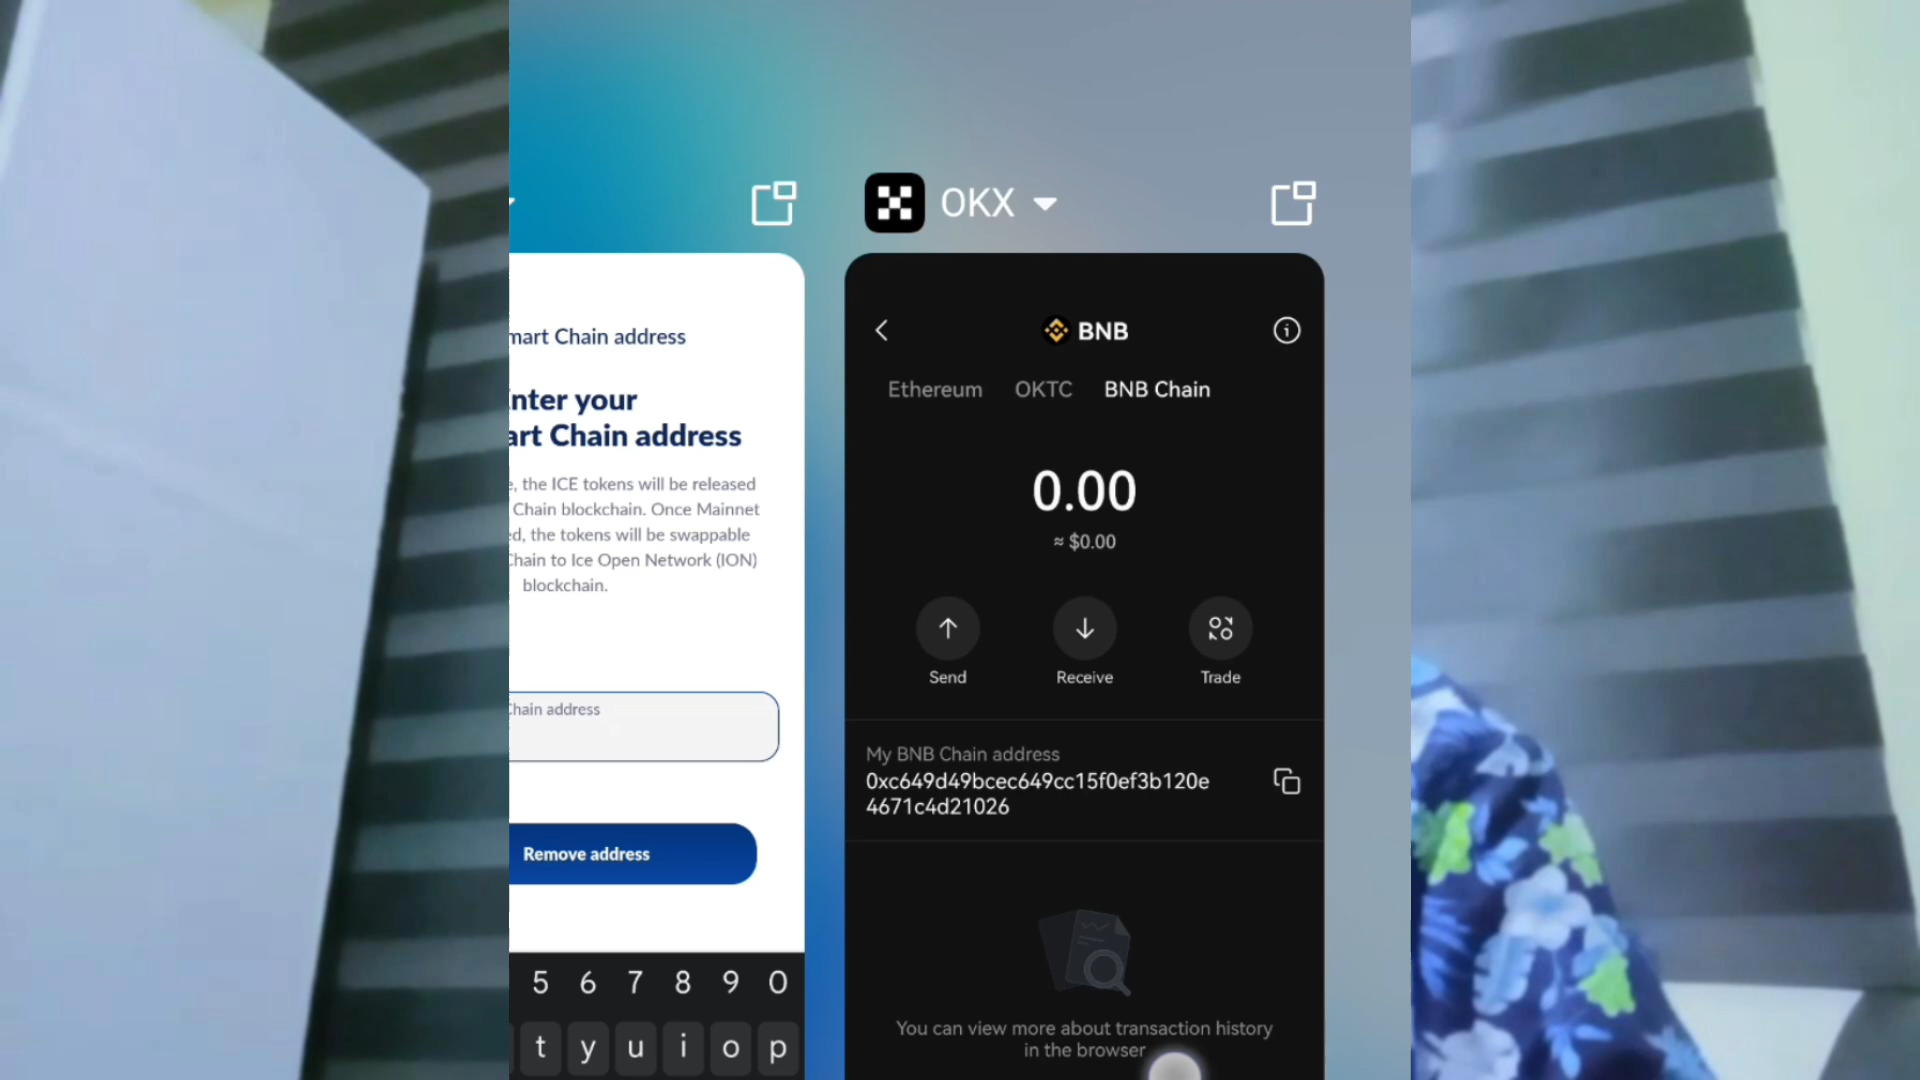 OKX
mart Chain address
nter your
art Chain address
e, the ICE tokens will be released
Chain blockchain. Once Mainnet
ed, the tokens will be swappable
Chain to Ice Open Network (ION)
blockchain.
Chain address
Remove address
5 6 7 8 9 0
t y u i o p
BNB
Ethereum OKTC BNB Chain
0.00
≈ $0.00
Send Receive Trade
My BNB Chain address
0xc649d49bcec649cc15f0ef3b120e
4671c4d21026
You can view more about transaction history
in the browser